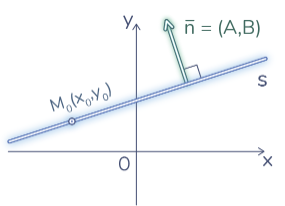 y
n̅ = (A,B)
s
M₀(x₀,y₀)
0
x